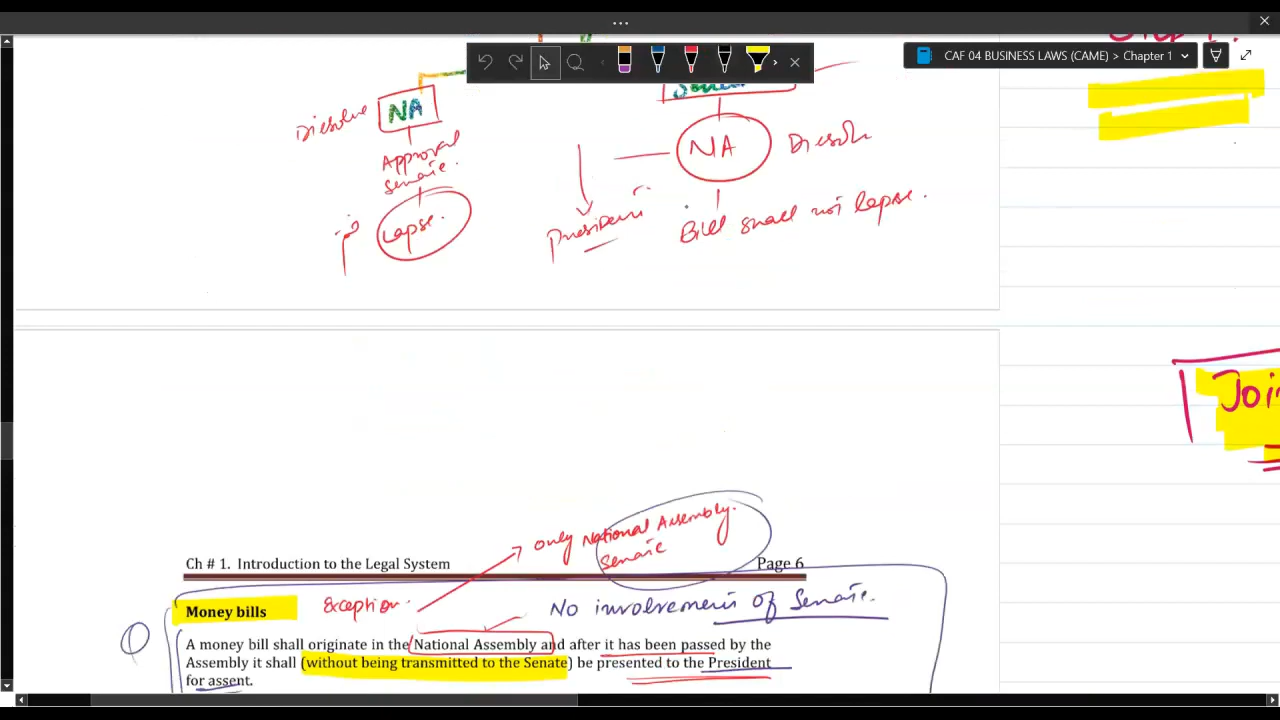 CAF 04 BUSINESS LAWS (CAME) > Chapter 1
Dissolve NA
Approval
senate.
Lapse.
NA Dissolve
President
Bill shall not lapse.
only National Assembly.
Senate
Ch # 1. Introduction to the Legal System Page 6
Money bills Exception. No involvement of Senate.
A money bill shall originate in the National Assembly and after it has been passed by the
Assembly it shall (without being transmitted to the Senate) be presented to the President
for assent.